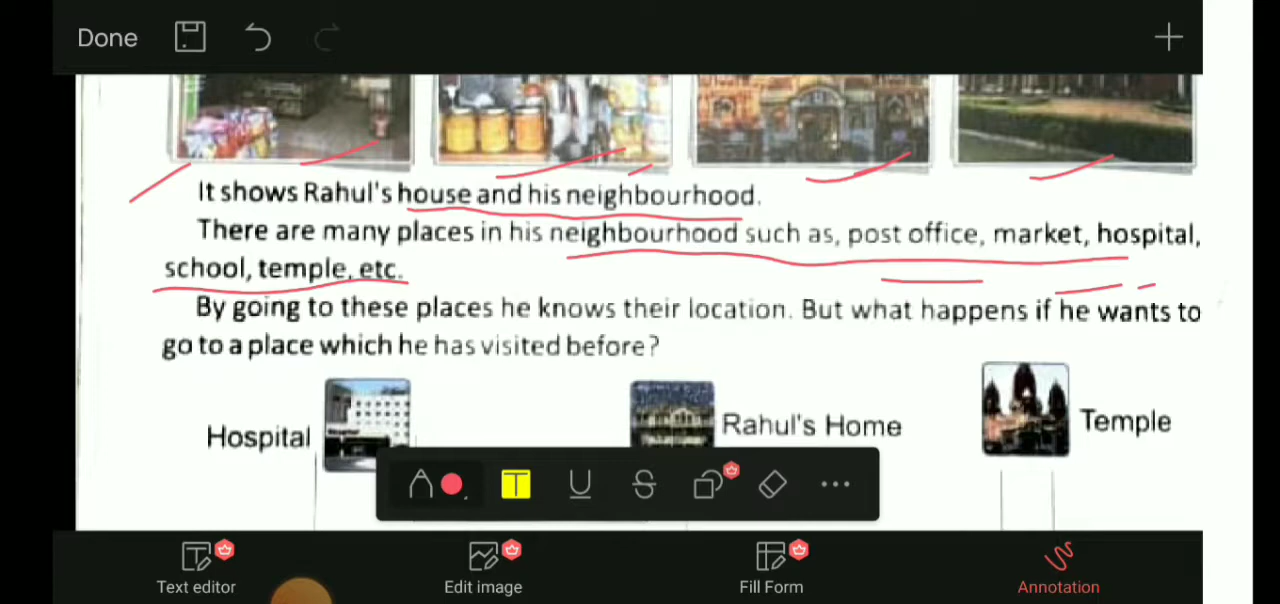 Done
It shows Rahul's house and his neighbourhood.
There are many places in his neighbourhood such as, post office, market, hospital,
school, temple, etc.
By going to these places he knows their location. But what happens if he wants to
go to a place which he has visited before?
Hospital
Rahul's Home
Temple
Text editor
Edit image
Fill Form
Annotation